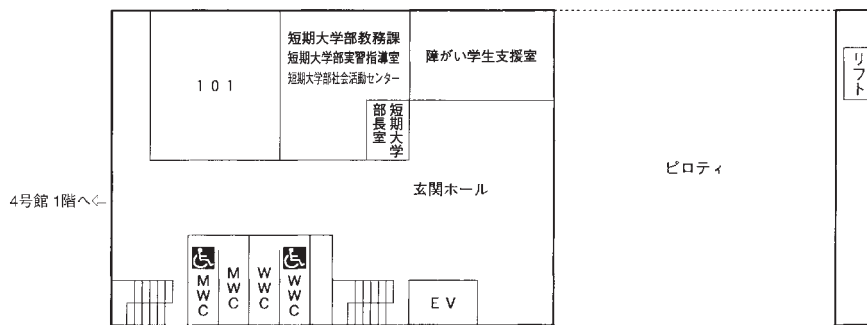 短期大学部教務課
短期大学部実習指導室
短期大学部社会活動センター
障がい学生支援室
リフト
101
短期大学
部長室
ピロティ
玄関ホール
4号館 1階へ⇦
MWC
MWC
WWC
WWC
EV